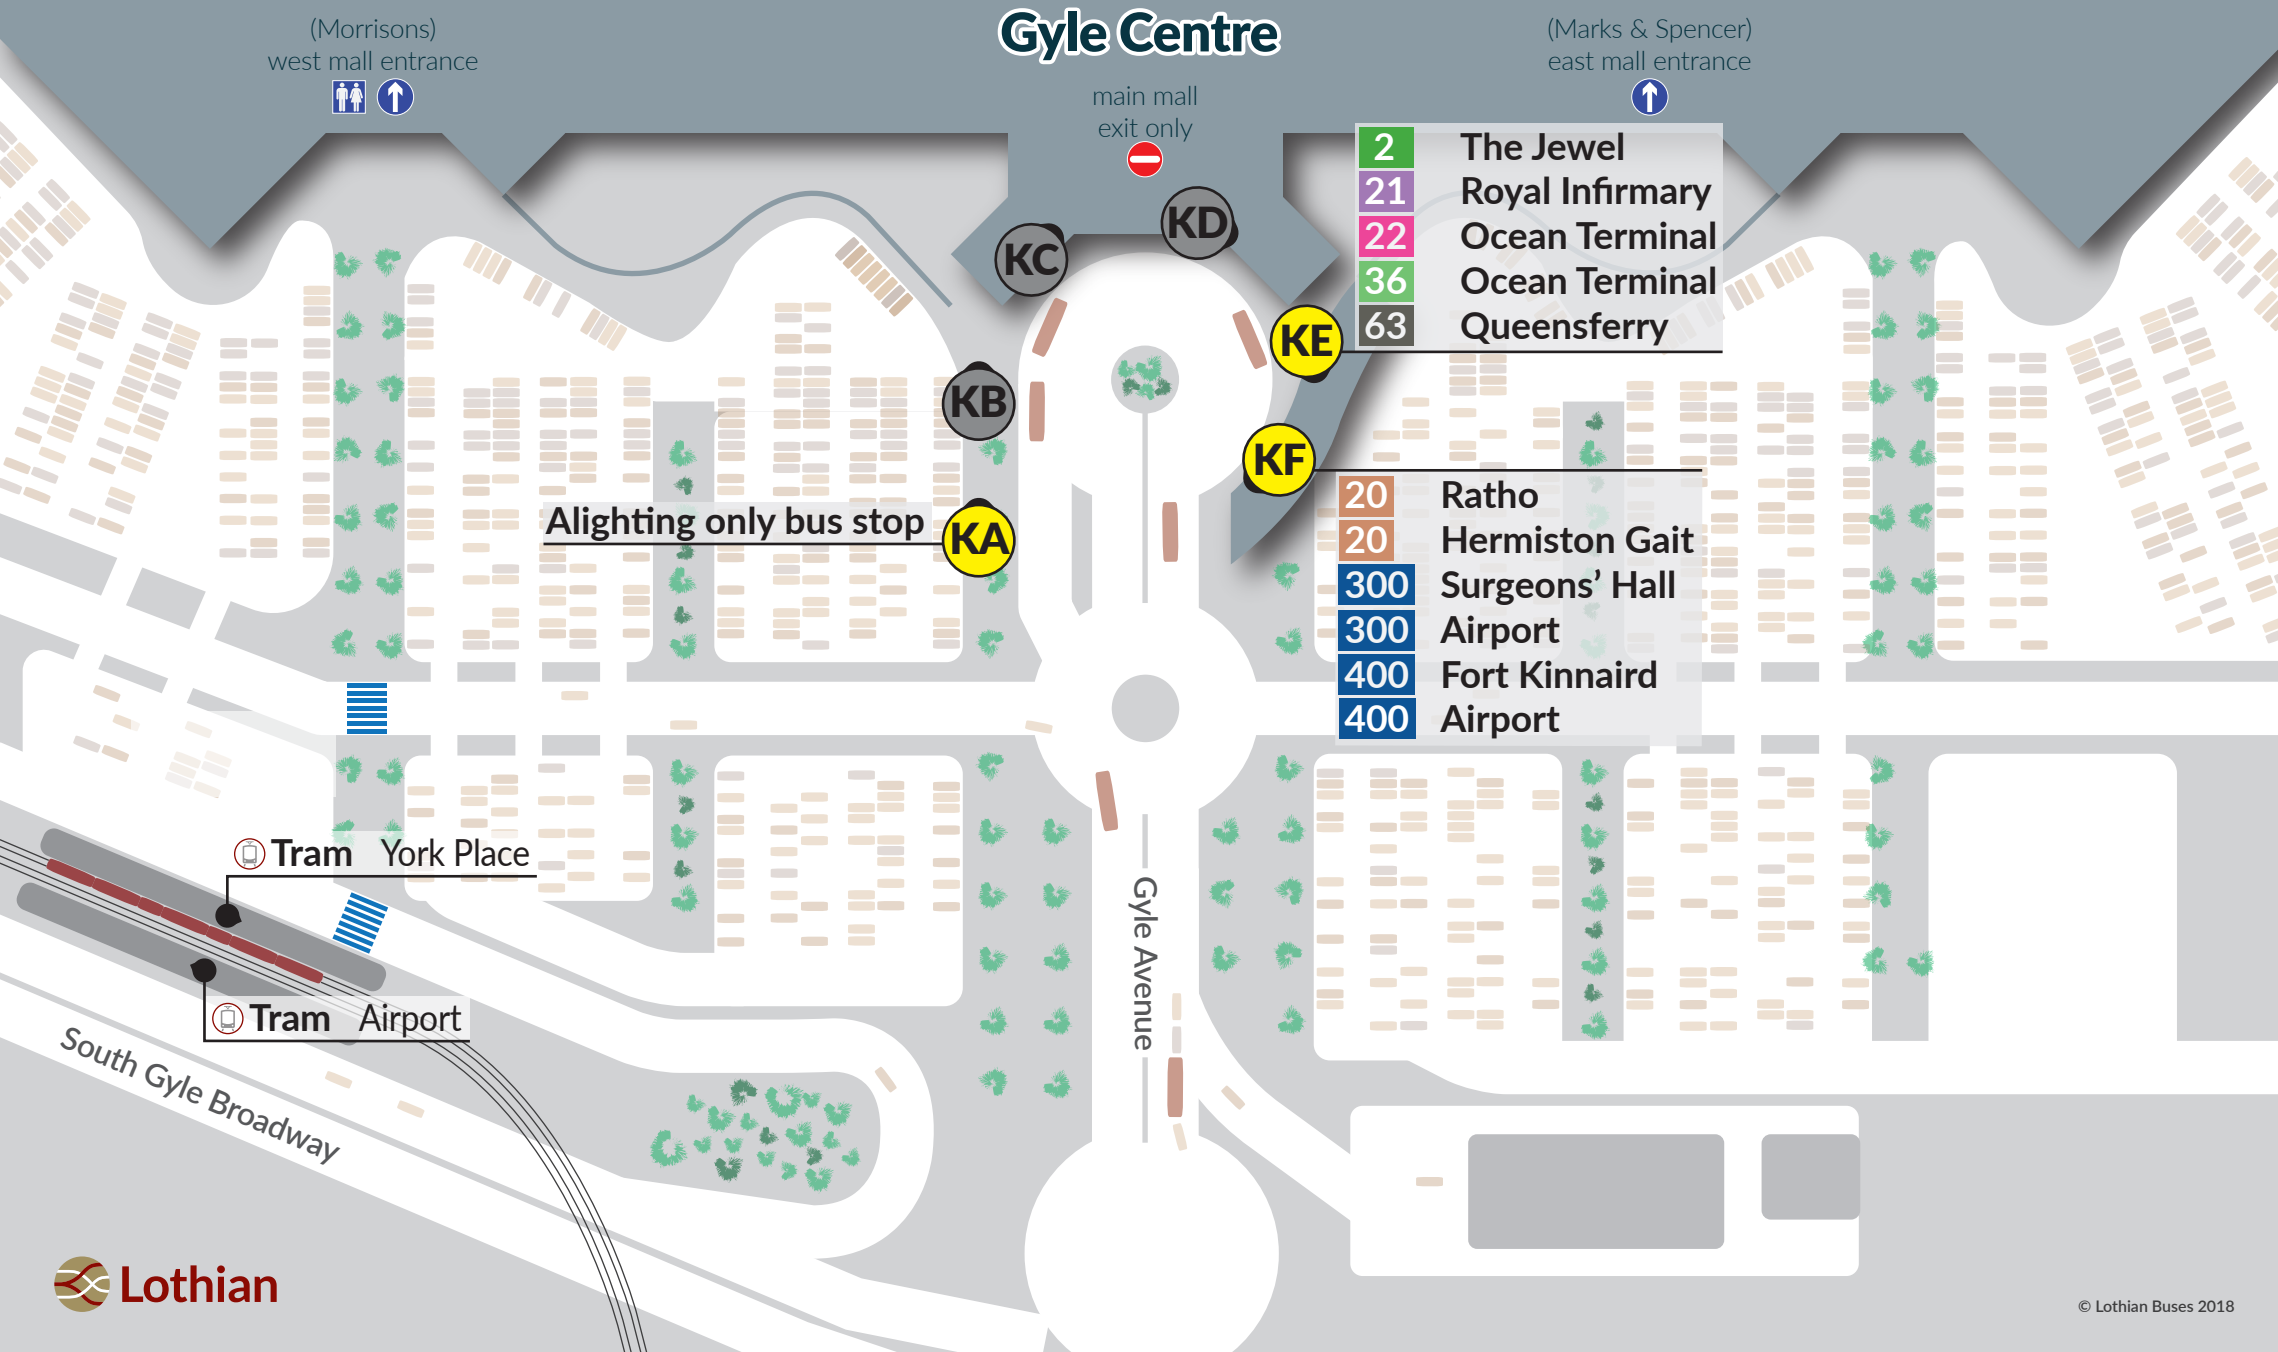 Gyle Centre
(Morrisons)
west mall entrance
main mall
exit only
(Marks & Spencer)
east mall entrance
KC
KD
KB
KE
2 The Jewel
21 Royal Infirmary
22 Ocean Terminal
36 Ocean Terminal
63 Queensferry
KF
20 Ratho
20 Hermiston Gait
300 Surgeons’ Hall
300 Airport
400 Fort Kinnaird
400 Airport
Alighting only bus stop
KA
Tram York Place
Tram Airport
South Gyle Broadway
Gyle Avenue
Lothian
© Lothian Buses 2018